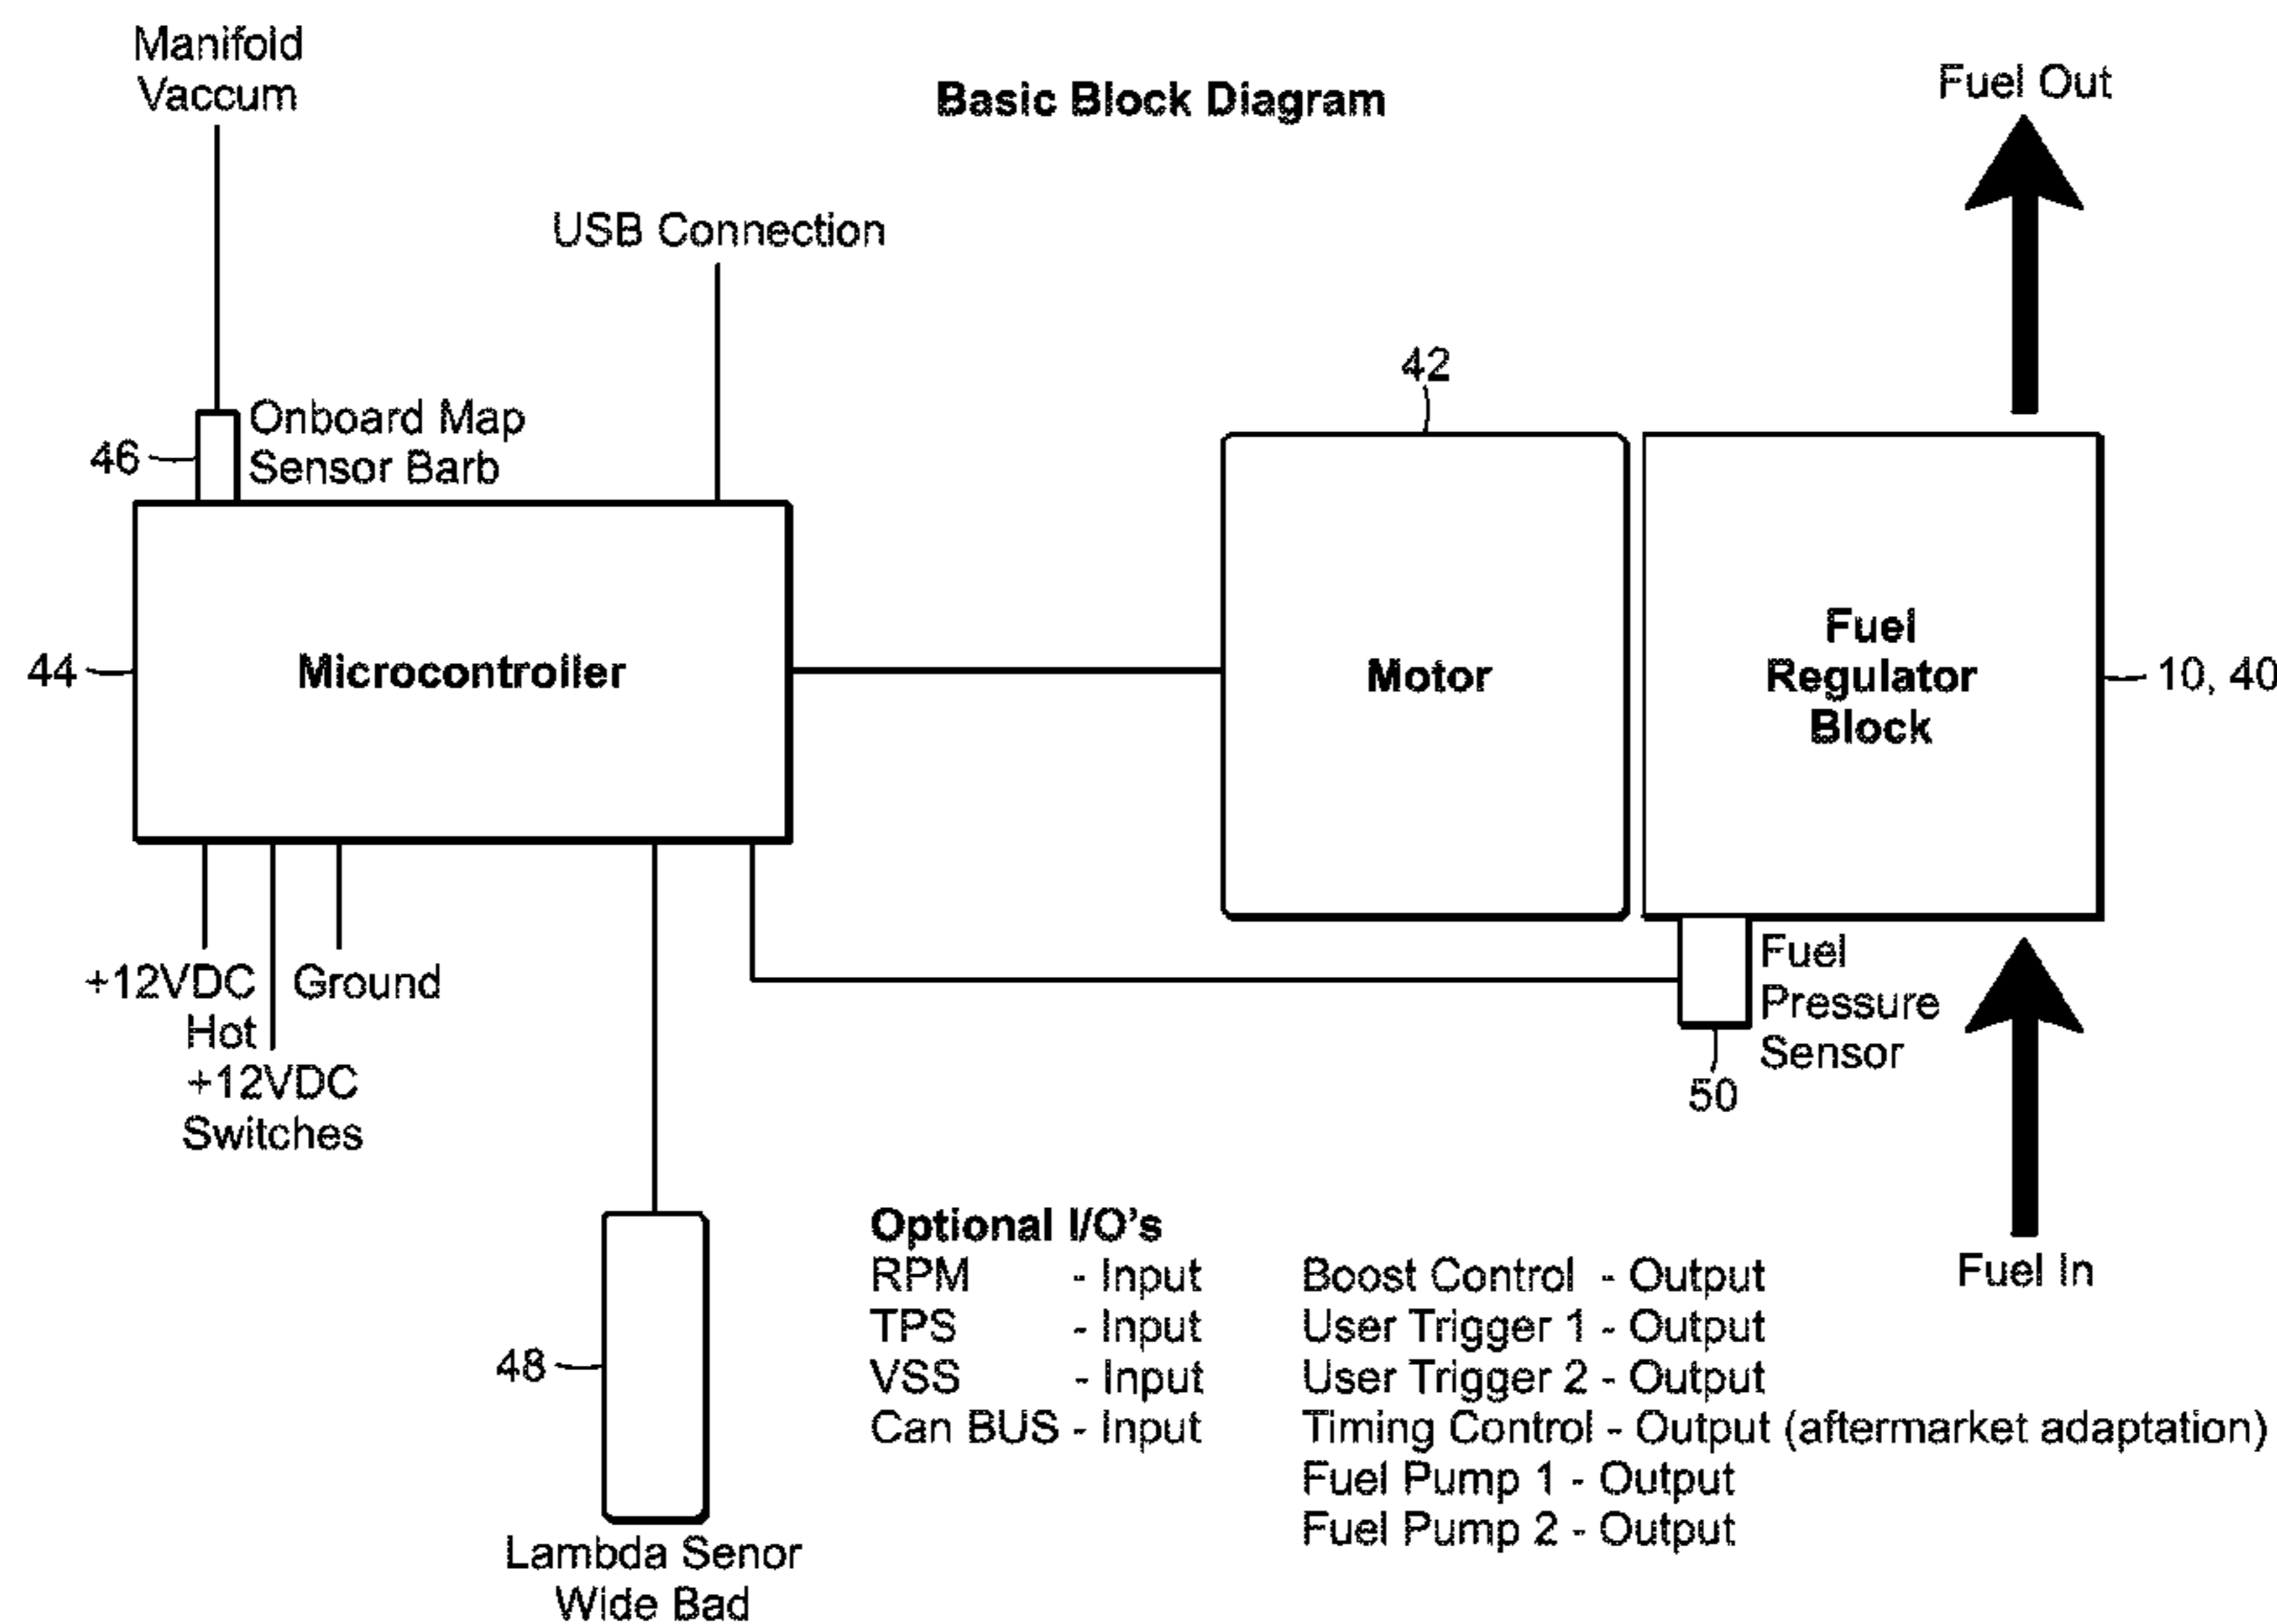 Manifold
Vaccum
Basic Block Diagram
Fuel Out
USB Connection
42
Onboard Map
Sensor Barb
46
44
Microcontroller
Motor
Fuel
Regulator
Block
10, 40
+12VDC
Hot
Ground
+12VDC
Switches
Fuel
Pressure
Sensor
50
Fuel In
48
Lambda Senor
Wide Bad
Optional I/O's
RPM - Input
TPS - Input
VSS - Input
Can BUS - Input
Boost Control - Output
User Trigger 1 - Output
User Trigger 2 - Output
Timing Control - Output (aftermarket adaptation)
Fuel Pump 1 - Output
Fuel Pump 2 - Output